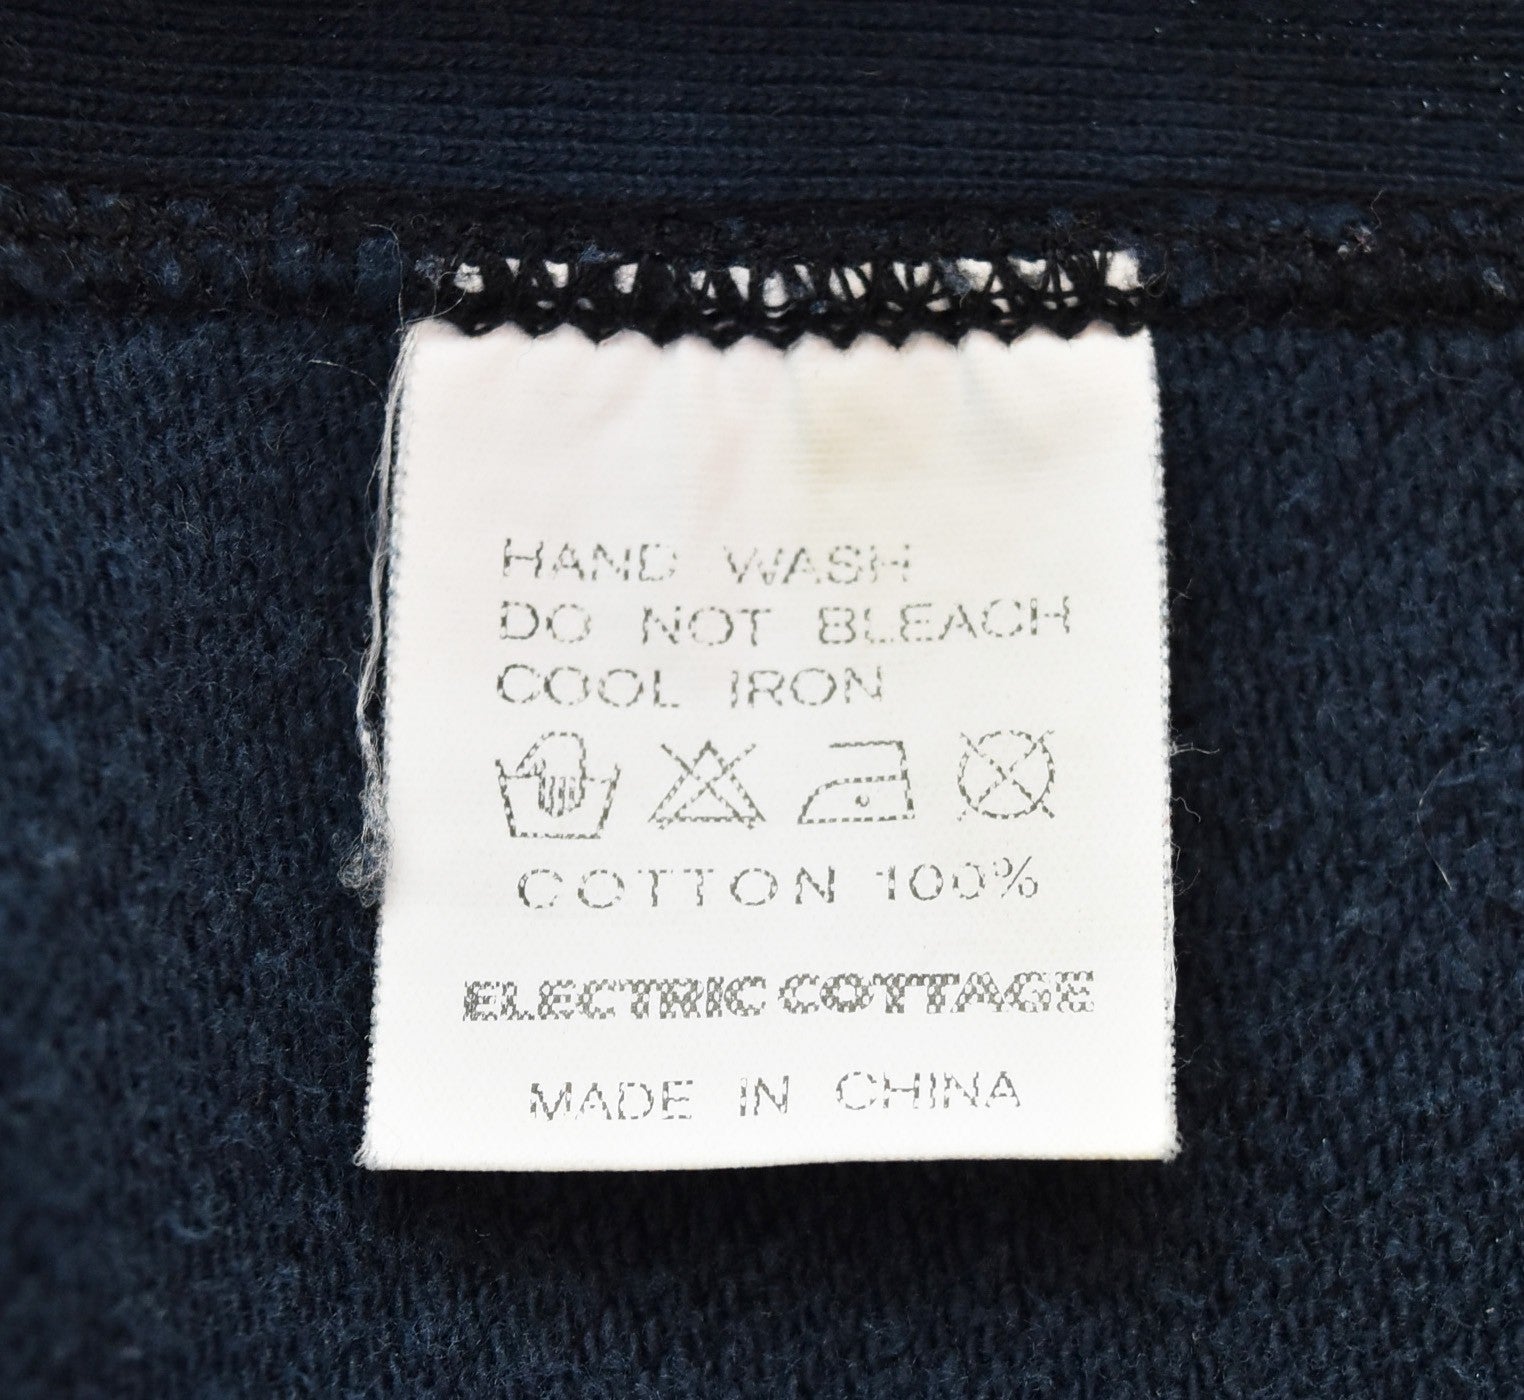 HAND WASH
DO NOT BLEACH
COOL IRON
COTTON 100%
ELECTRIC COTTAGE
MADE IN CHINA